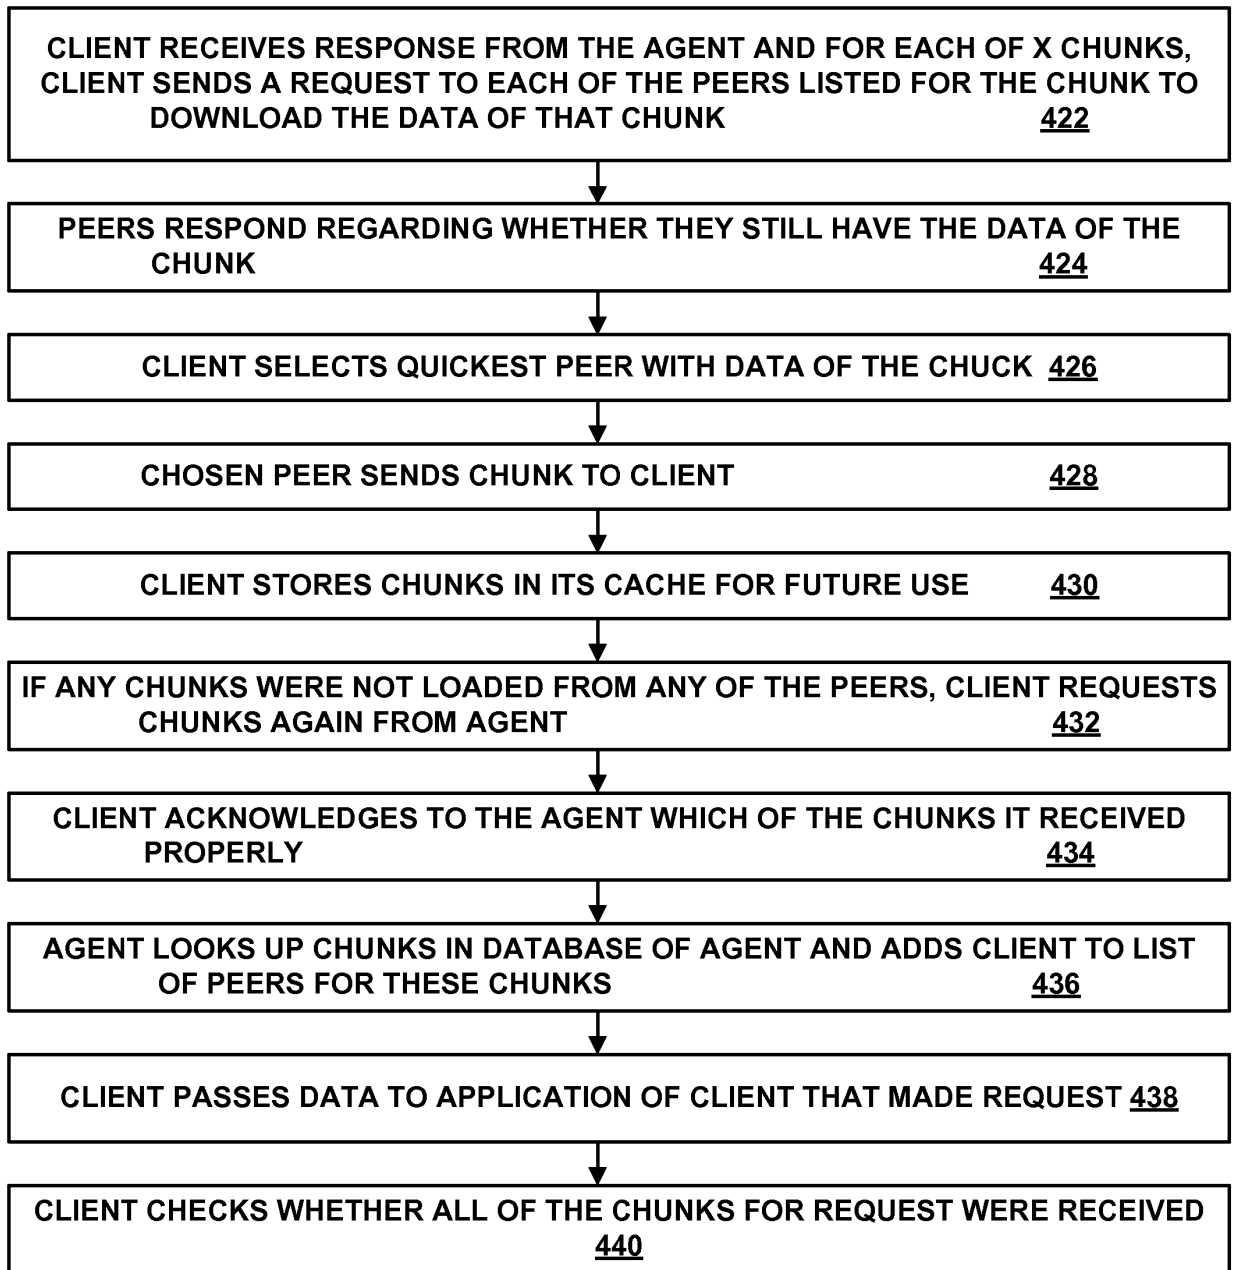 CLIENT RECEIVES RESPONSE FROM THE AGENT AND FOR EACH OF X CHUNKS,
CLIENT SENDS A REQUEST TO EACH OF THE PEERS LISTED FOR THE CHUNK TO
DOWNLOAD THE DATA OF THAT CHUNK 422
PEERS RESPOND REGARDING WHETHER THEY STILL HAVE THE DATA OF THE
CHUNK 424
CLIENT SELECTS QUICKEST PEER WITH DATA OF THE CHUCK 426
CHOSEN PEER SENDS CHUNK TO CLIENT 428
CLIENT STORES CHUNKS IN ITS CACHE FOR FUTURE USE 430
IF ANY CHUNKS WERE NOT LOADED FROM ANY OF THE PEERS, CLIENT REQUESTS
CHUNKS AGAIN FROM AGENT 432
CLIENT ACKNOWLEDGES TO THE AGENT WHICH OF THE CHUNKS IT RECEIVED
PROPERLY 434
AGENT LOOKS UP CHUNKS IN DATABASE OF AGENT AND ADDS CLIENT TO LIST
OF PEERS FOR THESE CHUNKS 436
CLIENT PASSES DATA TO APPLICATION OF CLIENT THAT MADE REQUEST 438
CLIENT CHECKS WHETHER ALL OF THE CHUNKS FOR REQUEST WERE RECEIVED
440